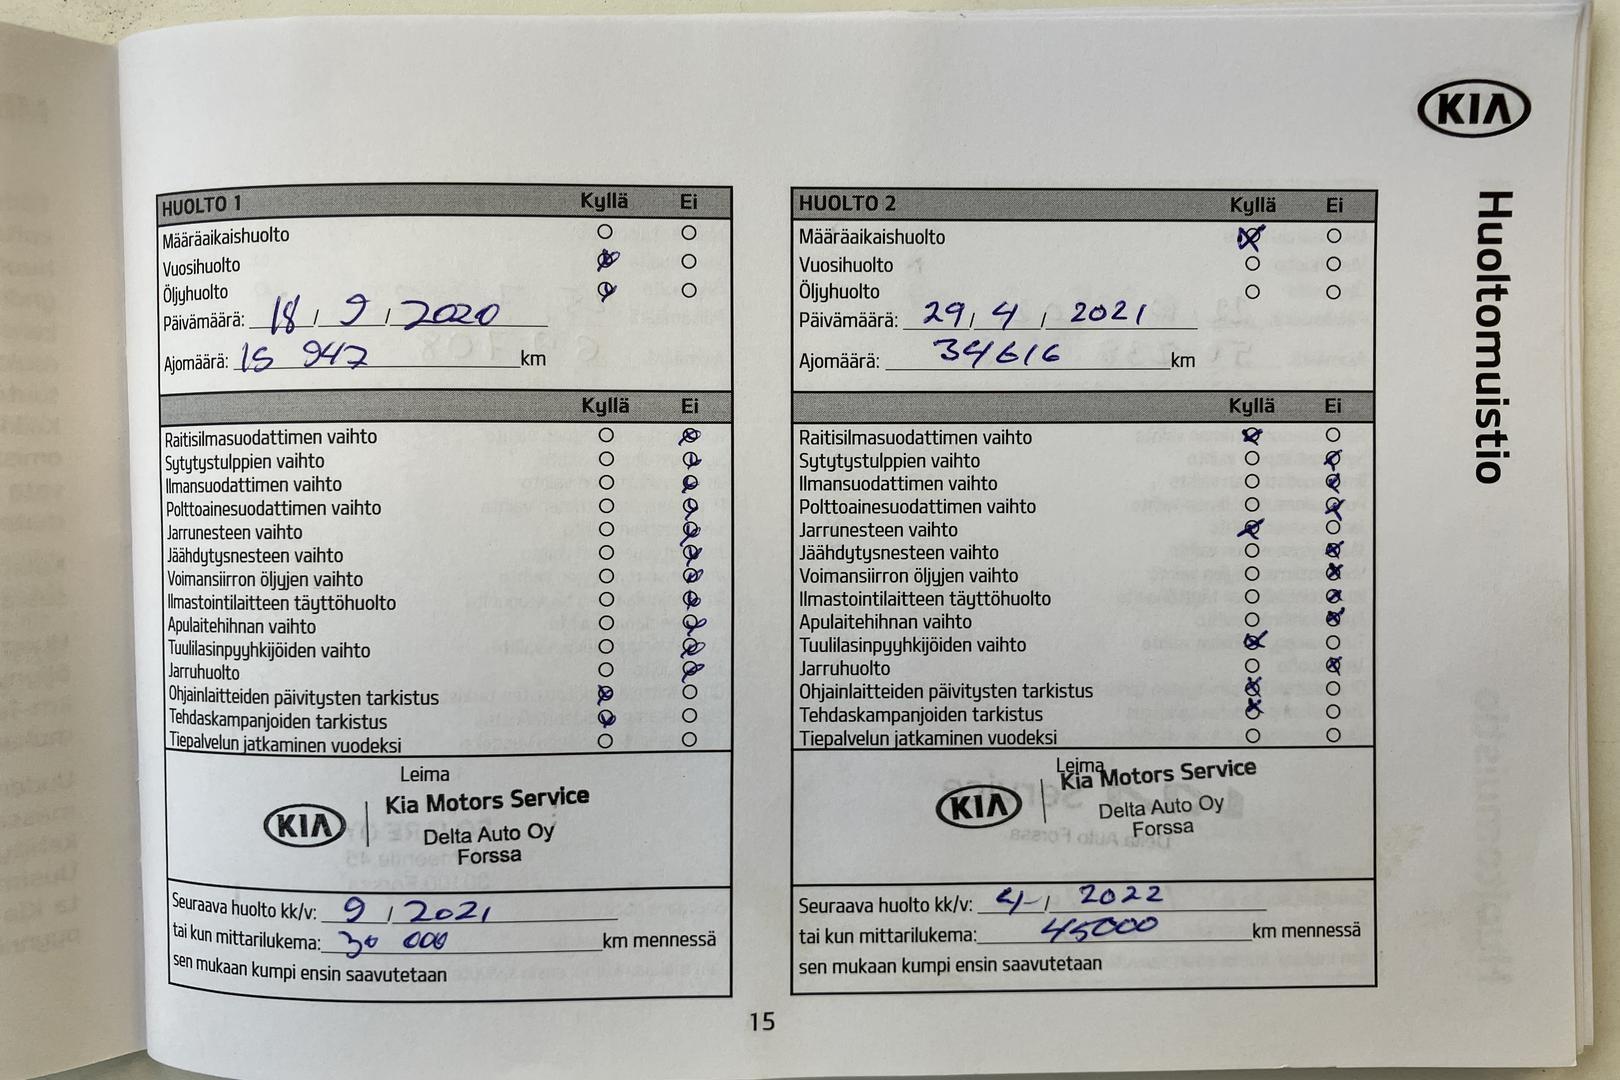 KIA
Huoltomuistio
HUOLTO 1 Kyllä Ei
Määräaikaishuolto
Vuosihuolto
Öljyhuolto
Päivämäärä: 18 / 9 / 2020
Ajomäärä: 15 947 km
Kyllä Ei
Raitisilmasuodattimen vaihto
Sytytystulppien vaihto
Ilmansuodattimen vaihto
Polttoainesuodattimen vaihto
Jarrunesteen vaihto
Jäähdytysnesteen vaihto
Voimansiirron öljyjen vaihto
Ilmastointilaitteen täyttöhuolto
Apulaitehihnan vaihto
Tuulilasinpyyhkijöiden vaihto
Jarruhuolto
Ohjainlaitteiden päivitysten tarkistus
Tehdaskampanjoiden tarkistus
Tiepalvelun jatkaminen vuodeksi
Leima
KIA Kia Motors Service
Delta Auto Oy
Forssa
Seuraava huolto kk/v: 9 / 2021
tai kun mittarilukema: 30 000 km mennessä
sen mukaan kumpi ensin saavutetaan
HUOLTO 2 Kyllä Ei
Määräaikaishuolto
Vuosihuolto
Öljyhuolto
Päivämäärä: 29 / 4 / 2021
Ajomäärä: 34616 km
Kyllä Ei
Raitisilmasuodattimen vaihto
Sytytystulppien vaihto
Ilmansuodattimen vaihto
Polttoainesuodattimen vaihto
Jarrunesteen vaihto
Jäähdytysnesteen vaihto
Voimansiirron öljyjen vaihto
Ilmastointilaitteen täyttöhuolto
Apulaitehihnan vaihto
Tuulilasinpyyhkijöiden vaihto
Jarruhuolto
Ohjainlaitteiden päivitysten tarkistus
Tehdaskampanjoiden tarkistus
Tiepalvelun jatkaminen vuodeksi
Leima
KIA Kia Motors Service
Delta Auto Oy
Forssa
Seuraava huolto kk/v: 4 / 2022
tai kun mittarilukema: 45000 km mennessä
sen mukaan kumpi ensin saavutetaan
15